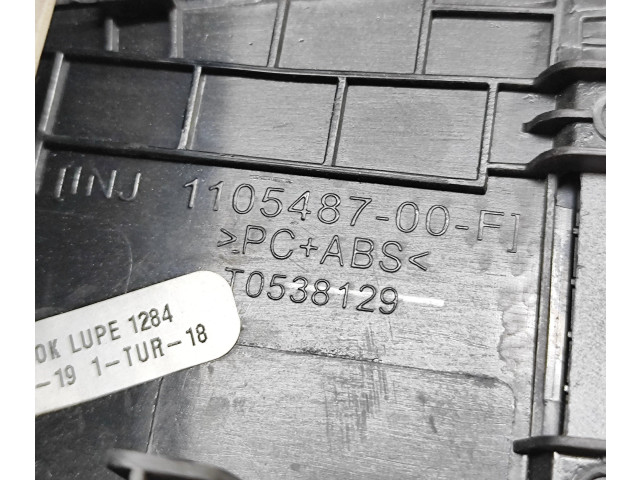 [INJ 1105487-00-F]
>PC+ABS<
T0538129
OK LUPE 1284
-19 1-TUR-18